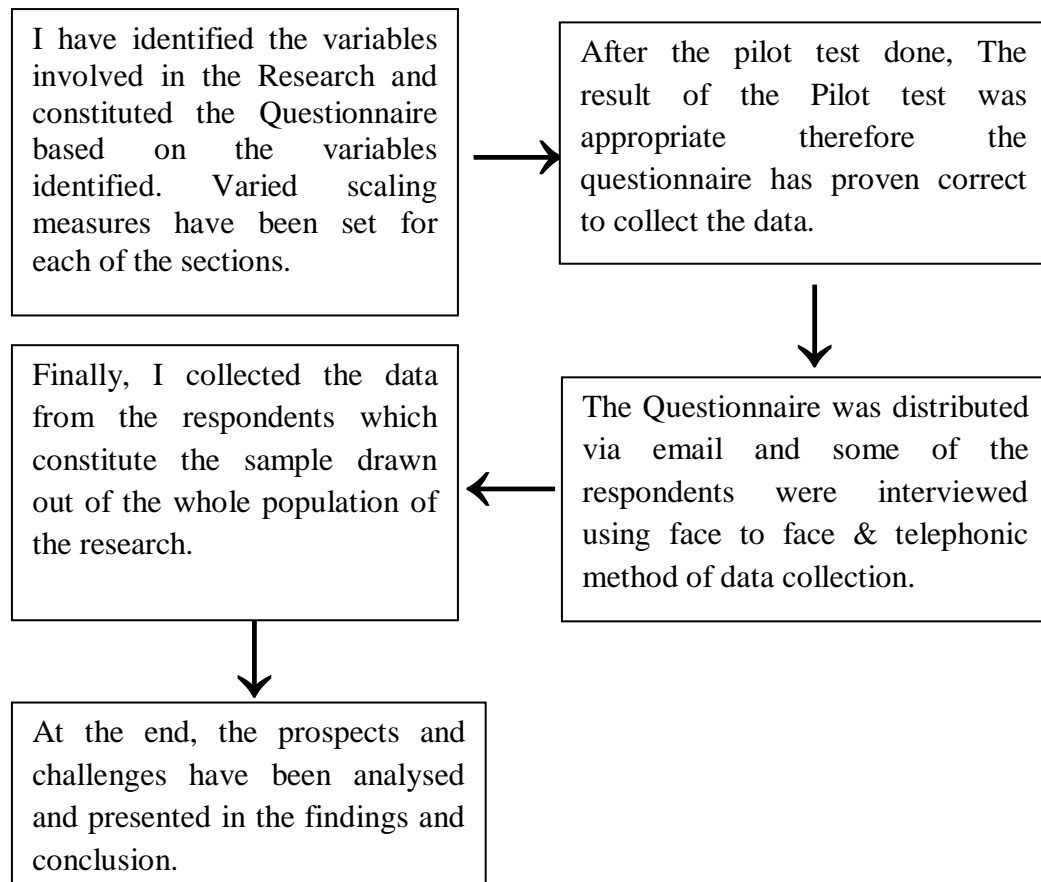 I have identified the variables
involved in the Research and
constituted the Questionnaire
based on the variables
identified. Varied scaling
measures have been set for
each of the sections.
After the pilot test done, The
result of the Pilot test was
appropriate therefore the
questionnaire has proven correct
to collect the data.
The Questionnaire was distributed
via email and some of the
respondents were interviewed
using face to face & telephonic
method of data collection.
Finally, I collected the data
from the respondents which
constitute the sample drawn
out of the whole population of
the research.
At the end, the prospects and
challenges have been analysed
and presented in the findings and
conclusion.